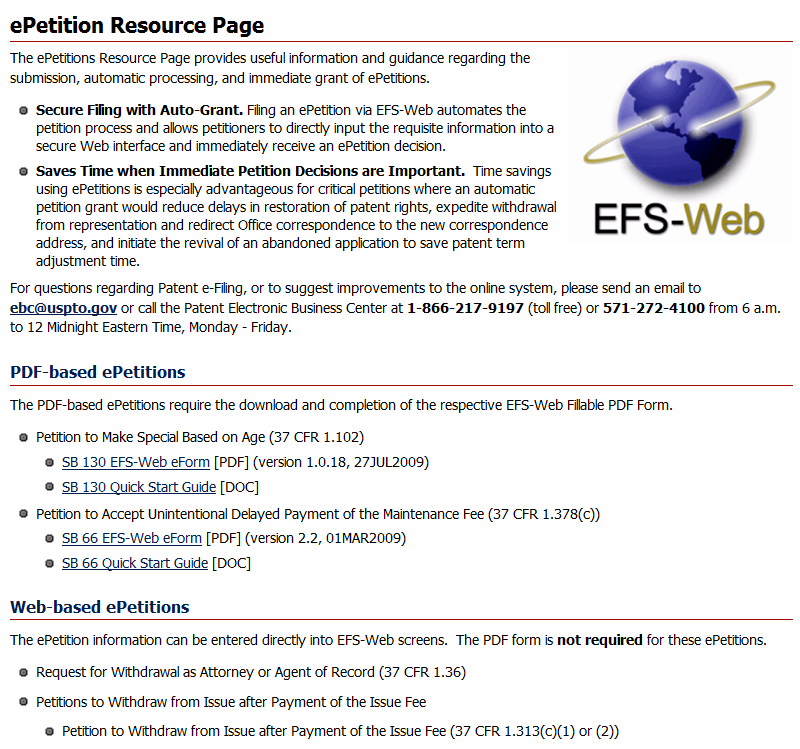 ePetition Resource Page
The ePetitions Resource Page provides useful information and guidance regarding the
submission, automatic processing, and immediate grant of ePetitions.
Secure Filing with Auto-Grant. Filing an ePetition via EFS-Web automates the
petition process and allows petitioners to directly input the requisite information into a
secure Web interface and immediately receive an ePetition decision.
Saves Time when Immediate Petition Decisions are Important.  Time savings
using ePetitions is especially advantageous for critical petitions where an automatic
petition grant would reduce delays in restoration of patent rights, expedite withdrawal
from representation and redirect Office correspondence to the new correspondence
address, and initiate the revival of an abandoned application to save patent term
adjustment time.
EFS-Web
For questions regarding Patent e-Filing, or to suggest improvements to the online system, please send an email to
ebc@uspto.gov or call the Patent Electronic Business Center at 1-866-217-9197 (toll free) or 571-272-4100 from 6 a.m.
to 12 Midnight Eastern Time, Monday - Friday.
PDF-based ePetitions
The PDF-based ePetitions require the download and completion of the respective EFS-Web Fillable PDF Form.
Petition to Make Special Based on Age (37 CFR 1.102)
SB 130 EFS-Web eForm [PDF] (version 1.0.18, 27JUL2009)
SB 130 Quick Start Guide [DOC]
Petition to Accept Unintentional Delayed Payment of the Maintenance Fee (37 CFR 1.378(c))
SB 66 EFS-Web eForm [PDF] (version 2.2, 01MAR2009)
SB 66 Quick Start Guide [DOC]
Web-based ePetitions
The ePetition information can be entered directly into EFS-Web screens.  The PDF form is not required for these ePetitions.
Request for Withdrawal as Attorney or Agent of Record (37 CFR 1.36)
Petitions to Withdraw from Issue after Payment of the Issue Fee
Petition to Withdraw from Issue after Payment of the Issue Fee (37 CFR 1.313(c)(1) or (2))